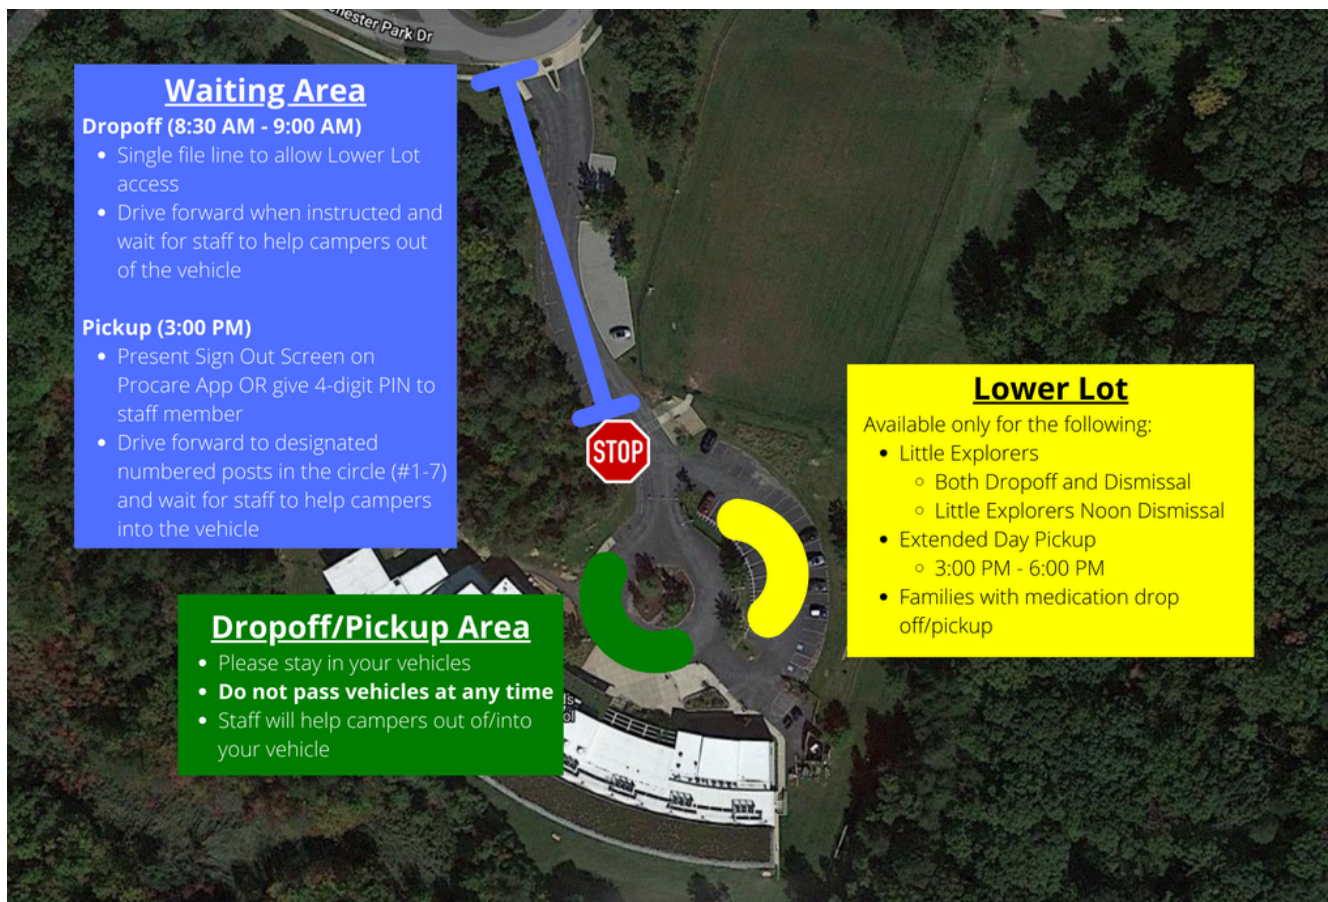 hester Park Dr
Waiting Area
Dropoff (8:30 AM - 9:00 AM)
• Single file line to allow Lower Lot
access
• Drive forward when instructed and
wait for staff to help campers out
of the vehicle
Pickup (3:00 PM)
• Present Sign Out Screen on
Procare App OR give 4-digit PIN to
staff member
• Drive forward to designated
numbered posts in the circle (#1-7)
and wait for staff to help campers
into the vehicle
STOP
Lower Lot
Available only for the following:
• Little Explorers
◦ Both Dropoff and Dismissal
◦ Little Explorers Noon Dismissal
• Extended Day Pickup
◦ 3:00 PM - 6:00 PM
• Families with medication drop
off/pickup
Dropoff/Pickup Area
• Please stay in your vehicles
• Do not pass vehicles at any time
• Staff will help campers out of/into
your vehicle